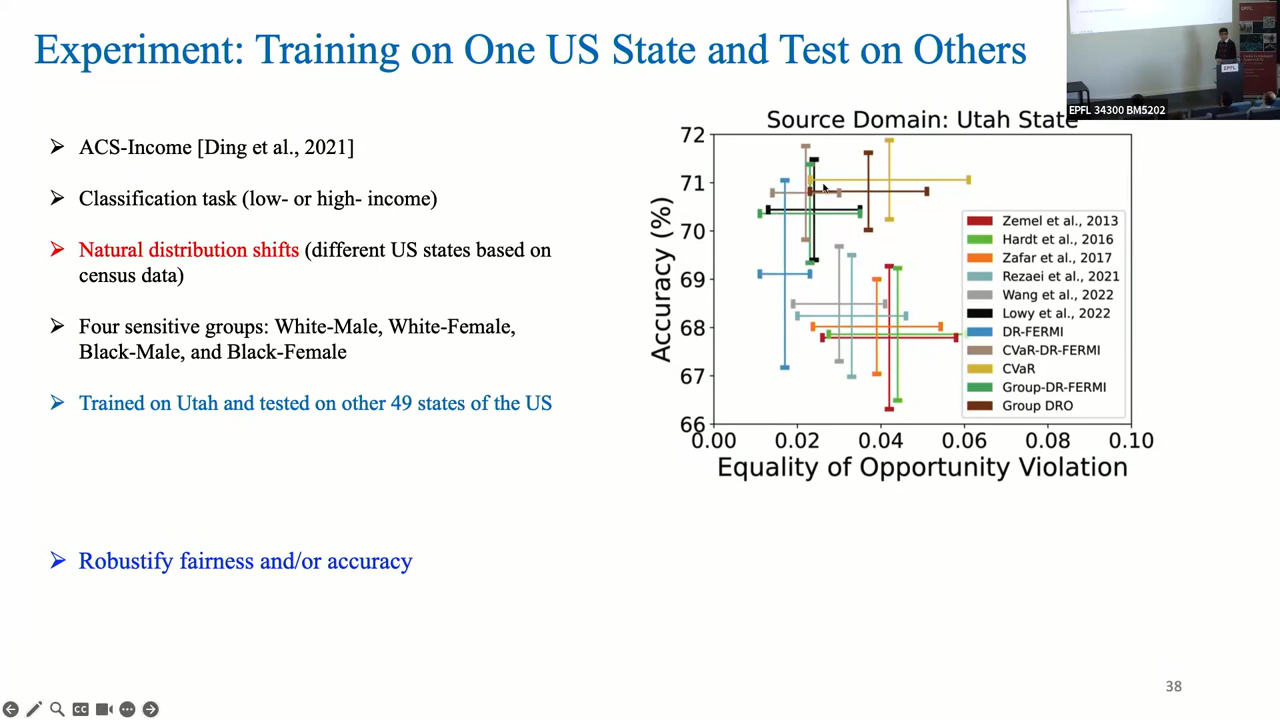 Experiment: Training on One US State and Test on Others
EPFL
EPFL
EPFL 34300 BM5202
ACS-Income [Ding et al., 2021]
Classification task (low- or high- income)
Natural distribution shifts (different US states based on
census data)
Four sensitive groups: White-Male, White-Female,
Black-Male, and Black-Female
Trained on Utah and tested on other 49 states of the US
Robustify fairness and/or accuracy
Source Domain: Utah State
72
71
70
69
68
67
66
Accuracy (%)
0.00 0.02 0.04 0.06 0.08 0.10
Equality of Opportunity Violation
Zemel et al., 2013
Hardt et al., 2016
Zafar et al., 2017
Rezaei et al., 2021
Wang et al., 2022
Lowy et al., 2022
DR-FERMI
CVaR-DR-FERMI
CVaR
Group-DR-FERMI
Group DRO
38
CC